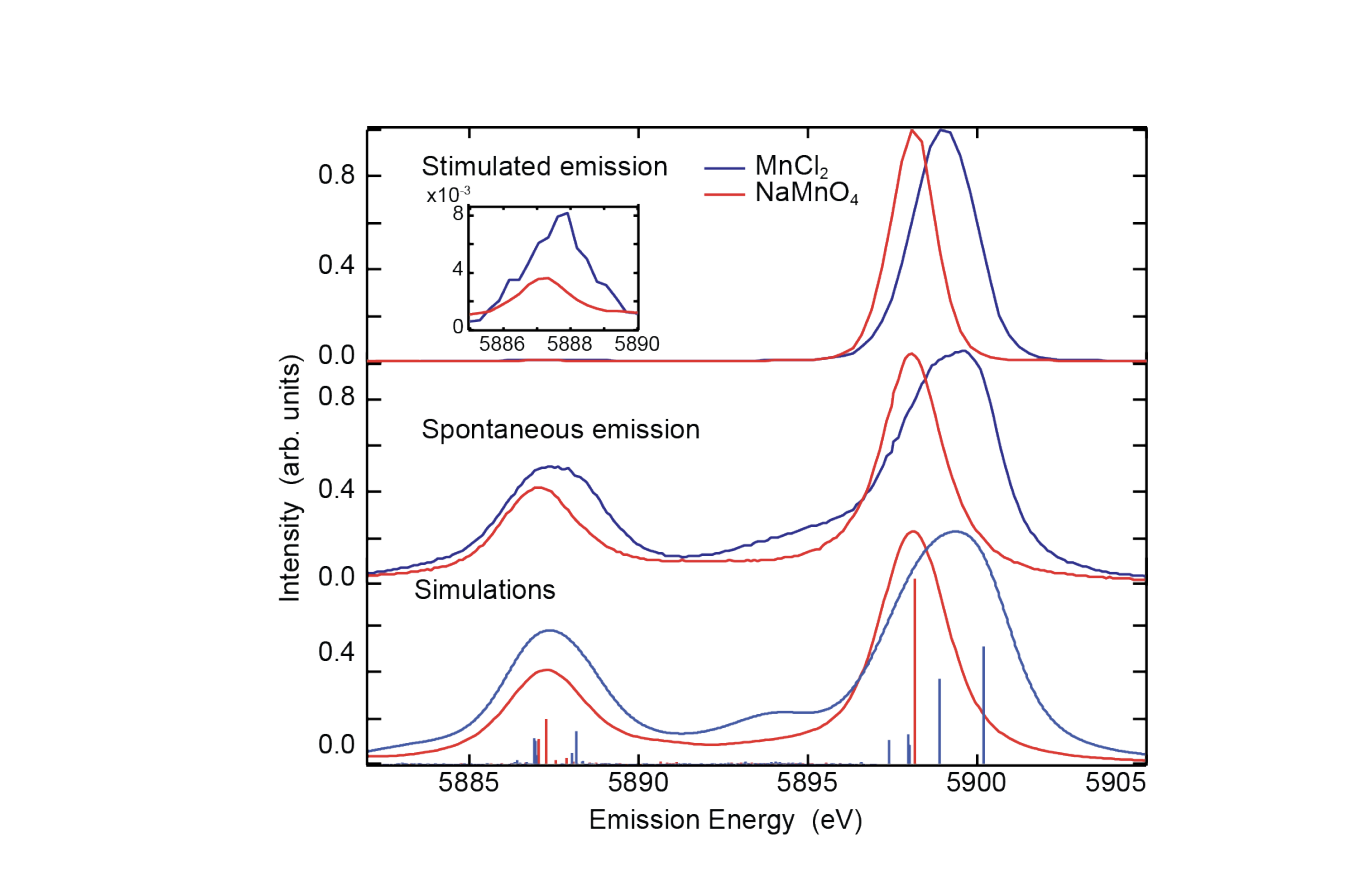 Stimulated emission
MnCl2
NaMnO4
x10-3
8
4
0
5886 5888 5890
0.8
0.4
0.0
Spontaneous emission
0.8
0.4
0.0
Simulations
0.4
0.0
Intensity (arb. units)
5885 5890 5895 5900 5905
Emission Energy (eV)